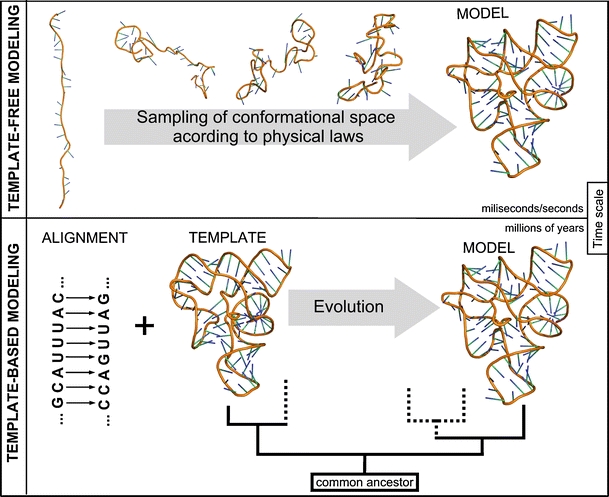 TEMPLATE-FREE MODELING
MODEL
Sampling of conformational space
acording to physical laws
miliseconds/seconds
Time scale
millions of years
TEMPLATE-BASED MODELING
ALIGNMENT
TEMPLATE
MODEL
... GCAUUUAC ...
... CCAGUUAG ...
+
Evolution
common ancestor